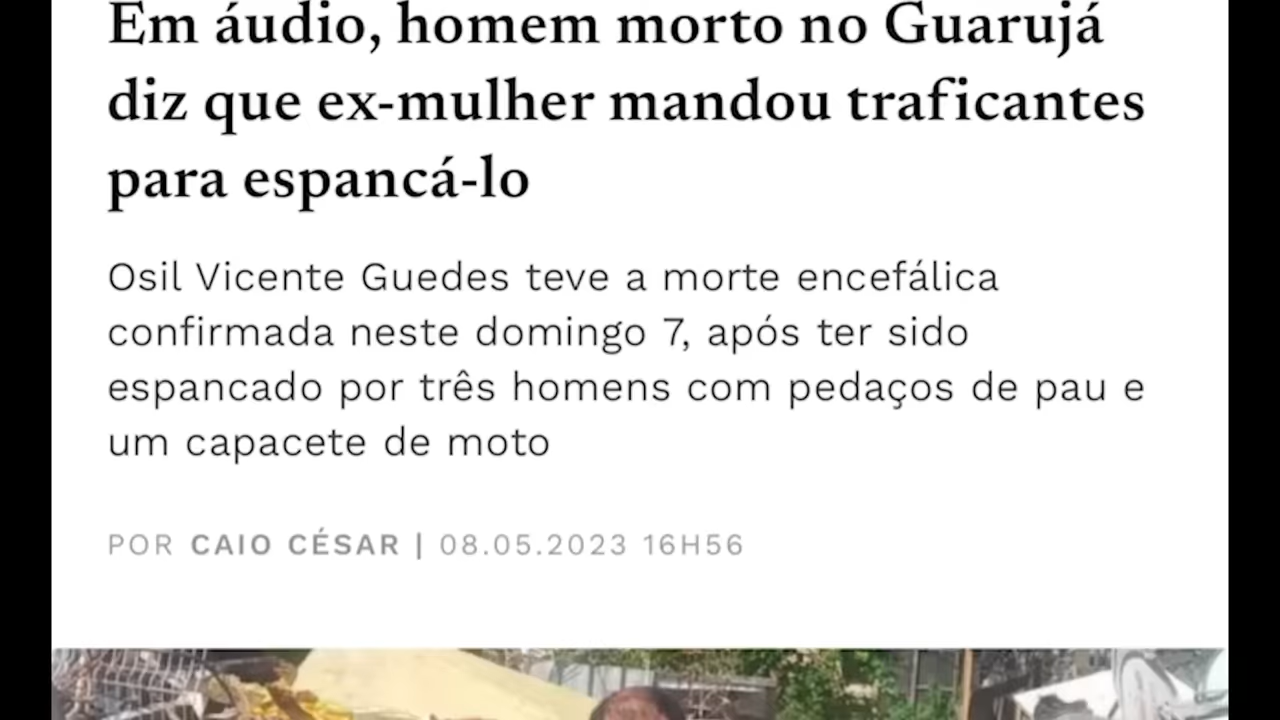 Em áudio, homem morto no Guarujá
diz que ex-mulher mandou traficantes
para espancá-lo
Osil Vicente Guedes teve a morte encefálica
confirmada neste domingo 7, após ter sido
espancado por três homens com pedaços de pau e
um capacete de moto
POR CAIO CÉSAR | 08.05.2023 16H56